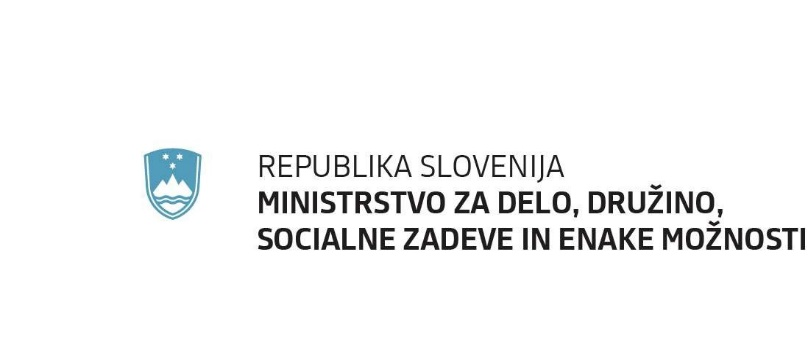 REPUBLIKA SLOVENIJA
MINISTRSTVO ZA DELO, DRUŽINO,
SOCIALNE ZADEVE IN ENAKE MOŽNOSTI